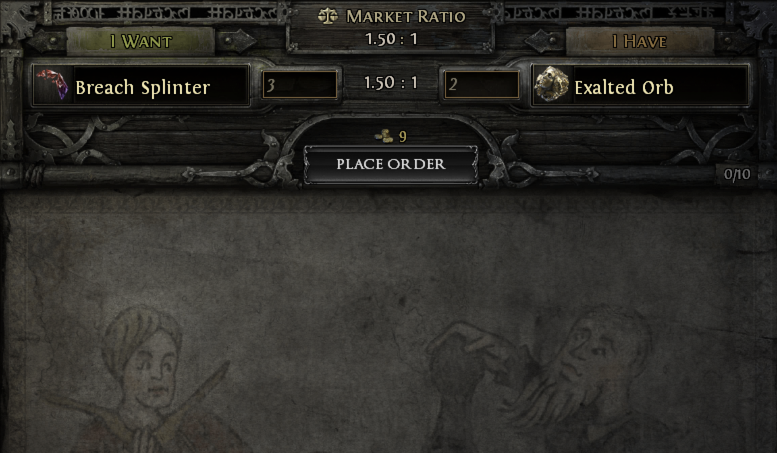 MARKET RATIO
I WANT
1.50 : 1
I HAVE
Breach Splinter
3
1.50 : 1
2
Exalted Orb
9
PLACE ORDER
0/10